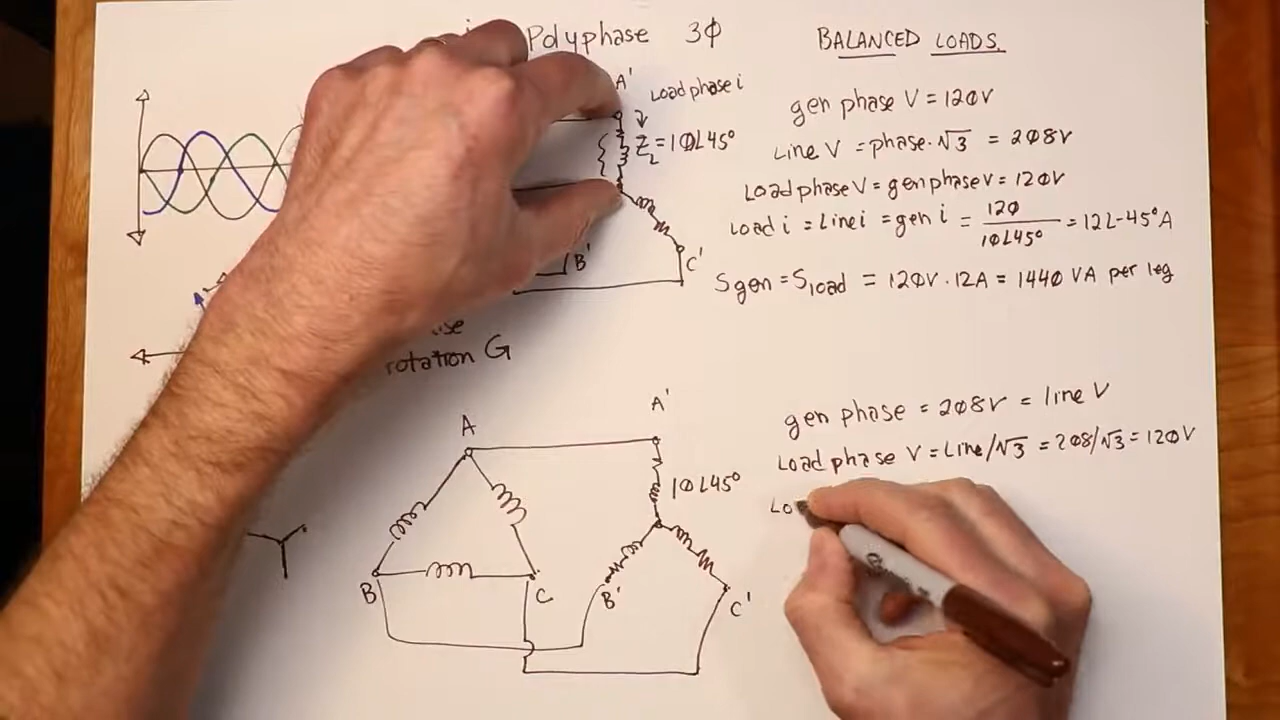 Polyphase 3Φ
BALANCED LOADS.
A'
Load phase i
Z_L = 10∠45°
B'
C'
gen phase V = 120V
Line V = phase·√3 = 208V
Load phase V = gen phase V = 120V
Load i = Line i = gen i = 120/10∠45° = 12∠-45°A
Sgen = Sload = 120V · 12A = 1440 VA per leg
rotation G
A
B
C
A'
10∠45°
B'
C'
gen phase = 208V = line V
Load phase V = Line/√3 = 208/√3 = 120V
Lo